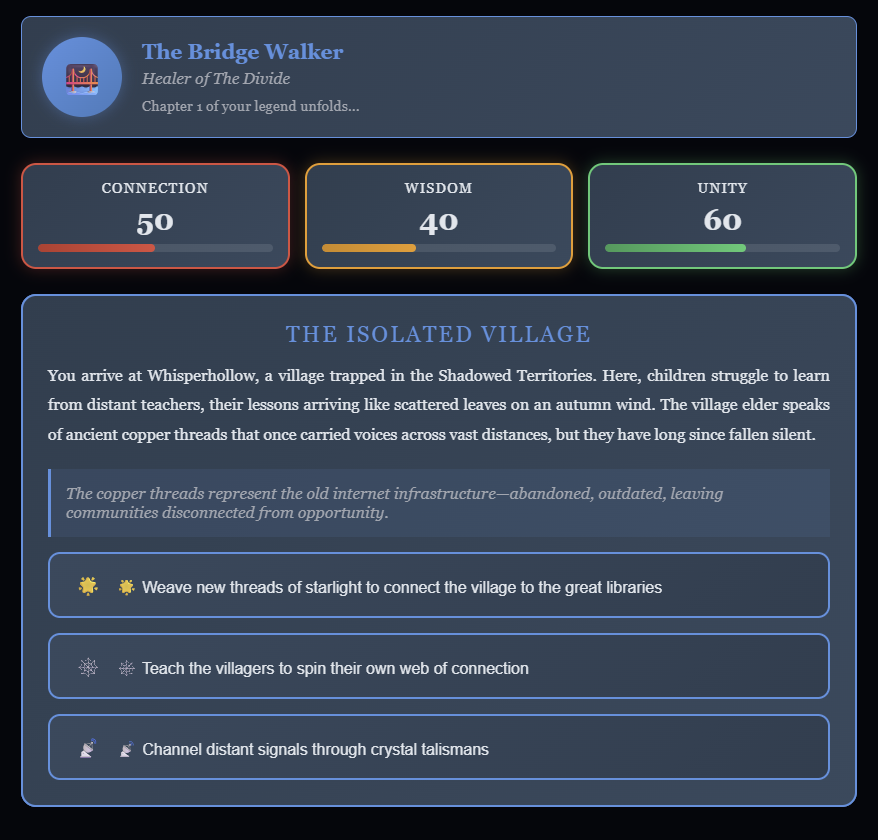 The Bridge Walker
Healer of The Divide
Chapter 1 of your legend unfolds...
CONNECTION
50
WISDOM
40
UNITY
60
THE ISOLATED VILLAGE
You arrive at Whisperhollow, a village trapped in the Shadowed Territories. Here, children struggle to learn
from distant teachers, their lessons arriving like scattered leaves on an autumn wind. The village elder speaks
of ancient copper threads that once carried voices across vast distances, but they have long since fallen silent.
The copper threads represent the old internet infrastructure—abandoned, outdated, leaving
communities disconnected from opportunity.
Weave new threads of starlight to connect the village to the great libraries
Teach the villagers to spin their own web of connection
Channel distant signals through crystal talismans